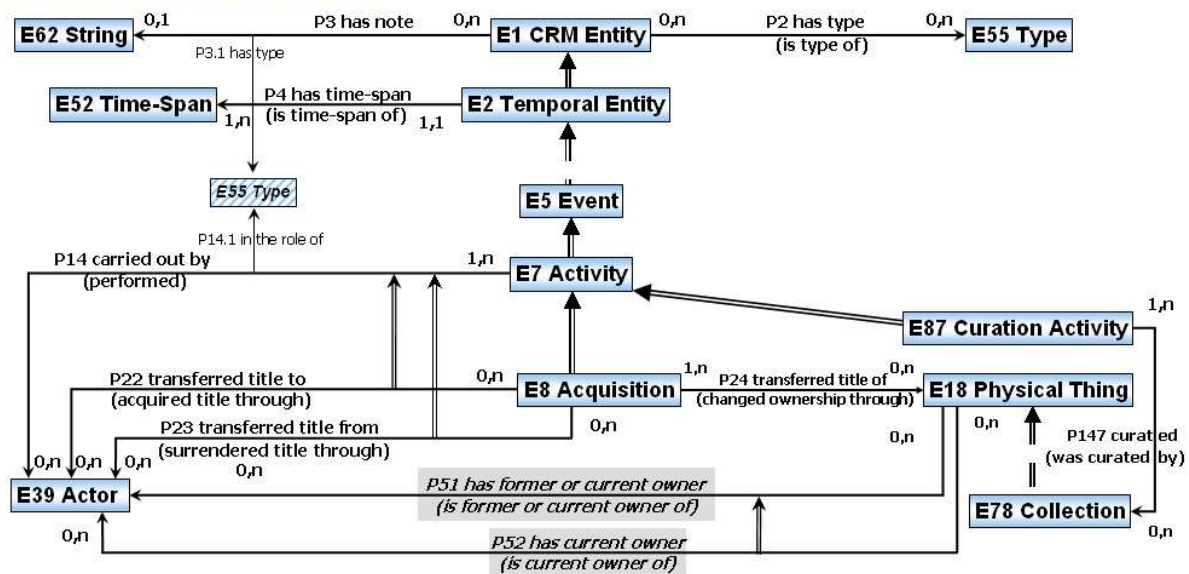 0,1
P3 has note
0,n
0,n
P2 has type
0,n
E62 String
E1 CRM Entity
(is type of)
E55 Type
P3.1 has type
E52 Time-Span
P4 has time-span
(is time-span of)
E2 Temporal Entity
1,n
1,1
E55 Type
E5 Event
P14.1 in the role of
P14 carried out by
(performed)
1,n
E7 Activity
E87 Curation Activity
1,n
P22 transferred title to
(acquired title through)
0,n
E8 Acquisition
1,n
P24 transferred title of
(changed ownership through)
0,n
E18 Physical Thing
P23 transferred title from
(surrendered title through)
0,n
0,n
0,n
P147 curated
(was curated by)
0,n
0,n
0,n
0,n
E39 Actor
P51 has former or current owner
(is former or current owner of)
E78 Collection
0,n
0,n
P52 has current owner
(is current owner of)